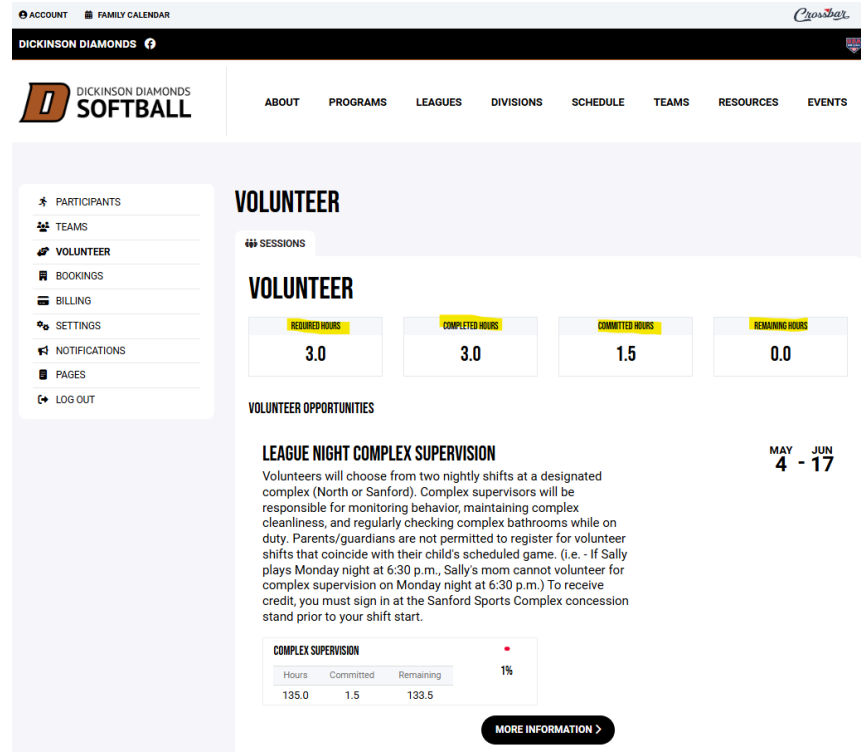 ACCOUNT FAMILY CALENDAR Crossbar
DICKINSON DIAMONDS
DICKINSON DIAMONDS
SOFTBALL
ABOUT PROGRAMS LEAGUES DIVISIONS SCHEDULE TEAMS RESOURCES EVENTS
PARTICIPANTS
TEAMS
VOLUNTEER
BOOKINGS
BILLING
SETTINGS
NOTIFICATIONS
PAGES
LOG OUT
VOLUNTEER
SESSIONS
VOLUNTEER
REQUIRED HOURS COMPLETED HOURS COMMITTED HOURS REMAINING HOURS
3.0 3.0 1.5 0.0
VOLUNTEER OPPORTUNITIES
LEAGUE NIGHT COMPLEX SUPERVISION
MAY JUN
4 - 17
Volunteers will choose from two nightly shifts at a designated
complex (North or Sanford). Complex supervisors will be
responsible for monitoring behavior, maintaining complex
cleanliness, and regularly checking complex bathrooms while on
duty. Parents/guardians are not permitted to register for volunteer
shifts that coincide with their child's scheduled game. (i.e. - If Sally
plays Monday night at 6:30 p.m., Sally's mom cannot volunteer for
complex supervision on Monday night at 6:30 p.m.) To receive
credit, you must sign in at the Sanford Sports Complex concession
stand prior to your shift start.
COMPLEX SUPERVISION
1%
Hours Committed Remaining
135.0 1.5 133.5
MORE INFORMATION >